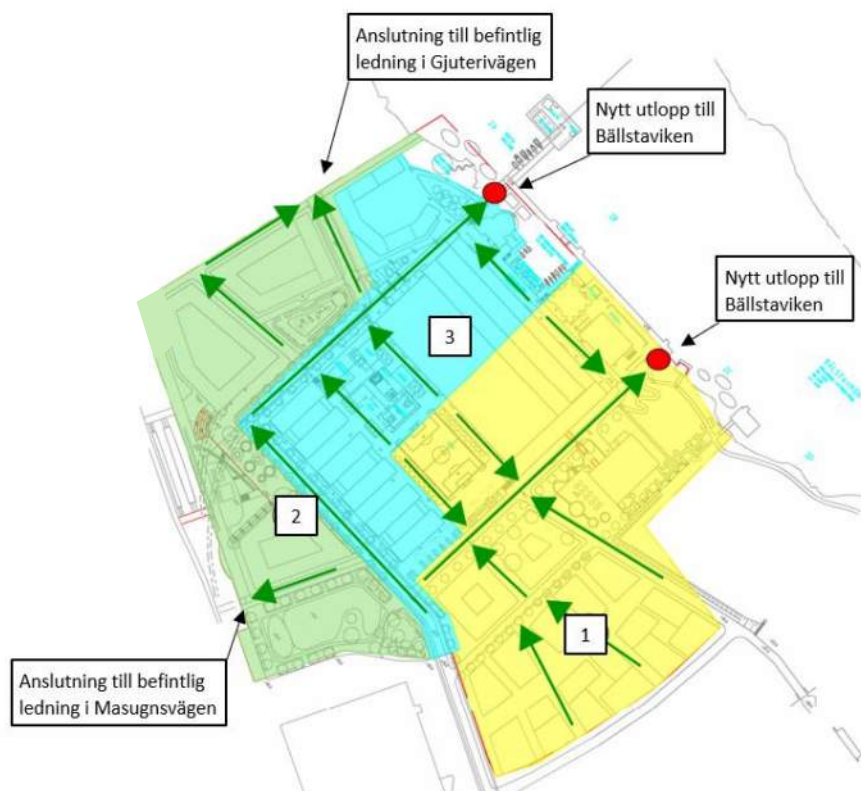 Anslutning till befintlig
ledning i Gjuterivägen
Nytt utlopp till
Bällstaviken
Nytt utlopp till
Bällstaviken
3
2
1
Anslutning till befintlig
ledning i Masugnsvägen